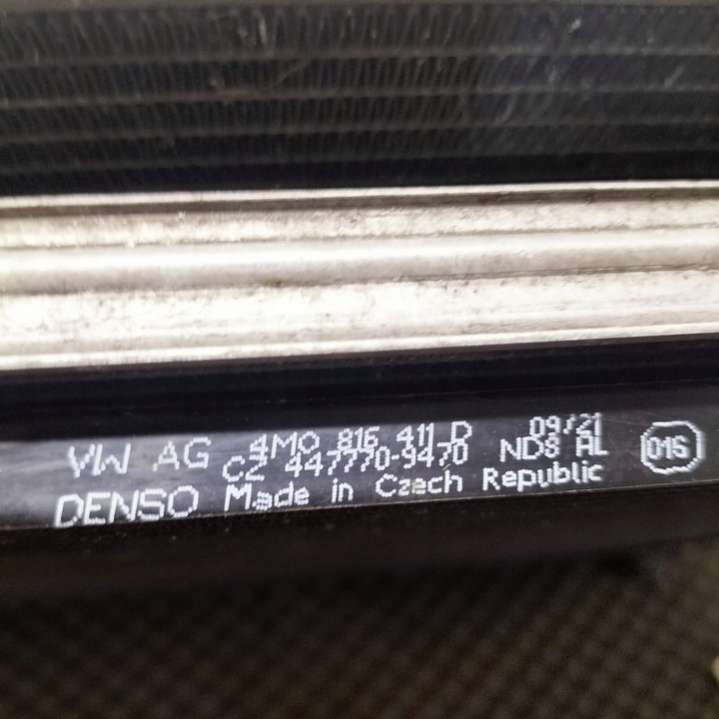 VW AG 4M0 816 411 D 09/21
CZ 447770-9470 ND8 AL 016
DENSO Made in Czech Republic